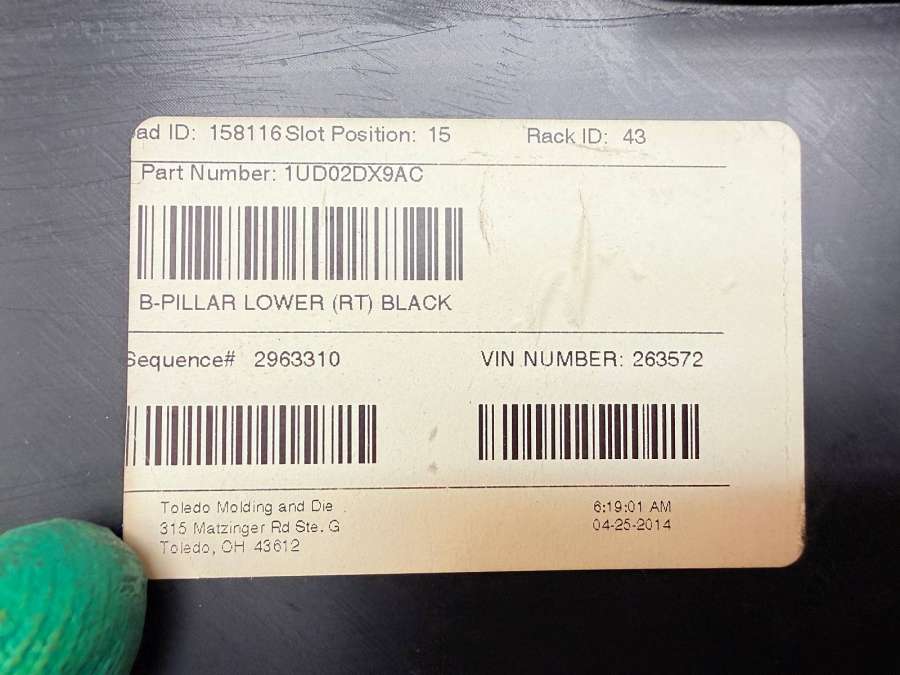 ad ID: 158116 Slot Position: 15 Rack ID: 43
Part Number: 1UD02DX9AC
B-PILLAR LOWER (RT) BLACK
Sequence# 2963310 VIN NUMBER: 263572
Toledo Molding and Die 6:19:01 AM
315 Matzinger Rd Ste. G 04-25-2014
Toledo, OH 43612